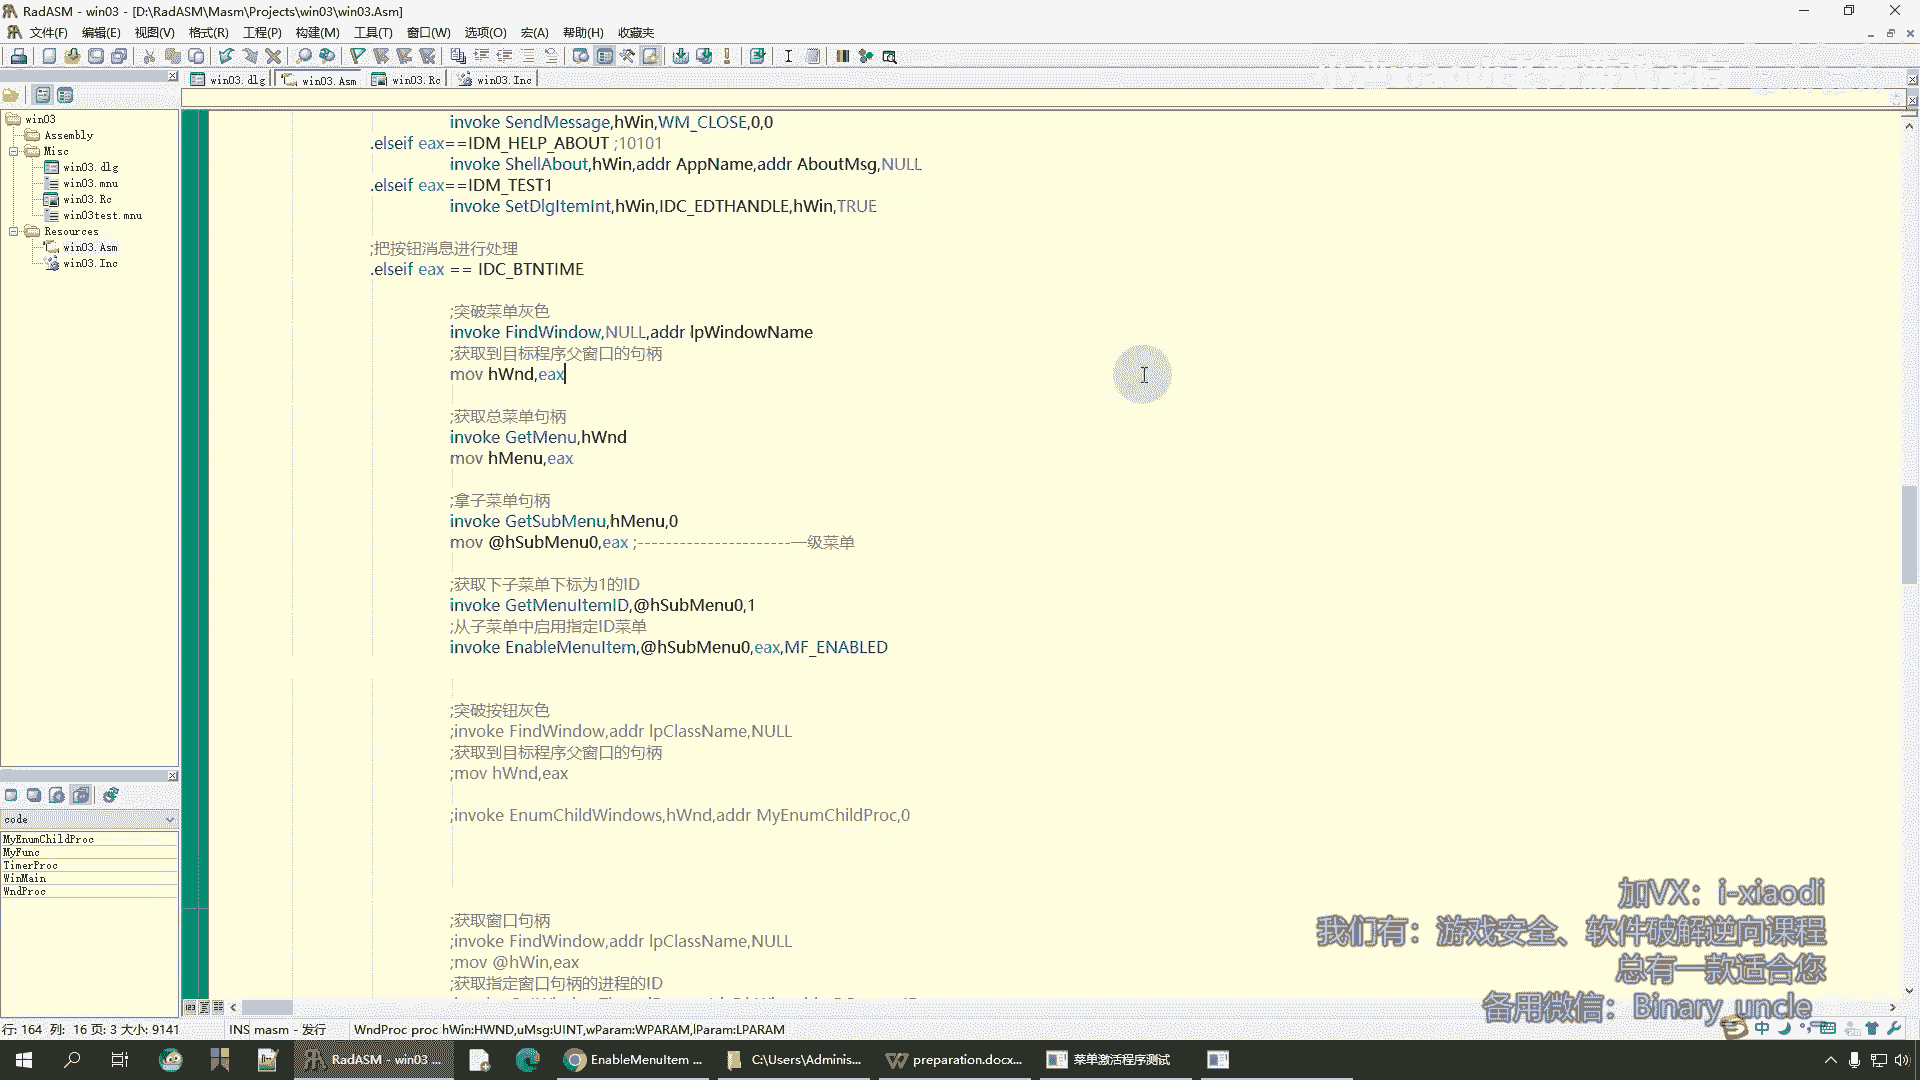 RadASM - win03 - [D:\RadASM\Masm\Projects\win03\win03.Asm]
文件(F) 编辑(E) 视图(V) 格式(R) 工程(P) 构建(M) 工具(T) 窗口(W) 选项(O) 宏(A) 帮助(H) 收藏夹
win03.dlg win03.Asm win03.Rc win03.Inc
win03
Assembly
Misc
win03.dlg
win03.mnu
win03.Rc
win03test.mnu
Resources
win03.Asm
win03.Inc
code
MyEnumChildProc
MyFunc
TimerProc
WinMain
WndProc
invoke SendMessage,hWin,WM_CLOSE,0,0
.elseif eax==IDM_HELP_ABOUT ;10101
invoke ShellAbout,hWin,addr AppName,addr AboutMsg,NULL
.elseif eax==IDM_TEST1
invoke SetDlgItemInt,hWin,IDC_EDTHANDLE,hWin,TRUE
;把按钮消息进行处理
.elseif eax == IDC_BTNTIME
;突破菜单灰色
invoke FindWindow,NULL,addr lpWindowName
;获取到目标程序父窗口的句柄
mov hWnd,eax
;获取总菜单句柄
invoke GetMenu,hWnd
mov hMenu,eax
;拿子菜单句柄
invoke GetSubMenu,hMenu,0
mov @hSubMenu0,eax ;----------------------一级菜单
;获取下子菜单下标为1的ID
invoke GetMenuItemID,@hSubMenu0,1
;从子菜单中启用指定ID菜单
invoke EnableMenuItem,@hSubMenu0,eax,MF_ENABLED
;突破按钮灰色
;invoke FindWindow,addr lpClassName,NULL
;获取到目标程序父窗口的句柄
;mov hWnd,eax
;invoke EnumChildWindows,hWnd,addr MyEnumChildProc,0
;获取窗口句柄
;invoke FindWindow,addr lpClassName,NULL
;mov @hWin,eax
;获取指定窗口句柄的进程的ID
加VX：i-xiaodi
我们有：游戏安全、软件破解逆向课程
总有一款适合您
备用微信：Binary_uncle
中
行: 164 列: 16 页: 3 大小: 9141 INS masm - 发行 WndProc proc hWin:HWND,uMsg:UINT,wParam:WPARAM,lParam:LPARAM
RadASM - win03 ... EnableMenuItem ... C:\Users\Adminis... preparation.docx... 菜单激活程序测试